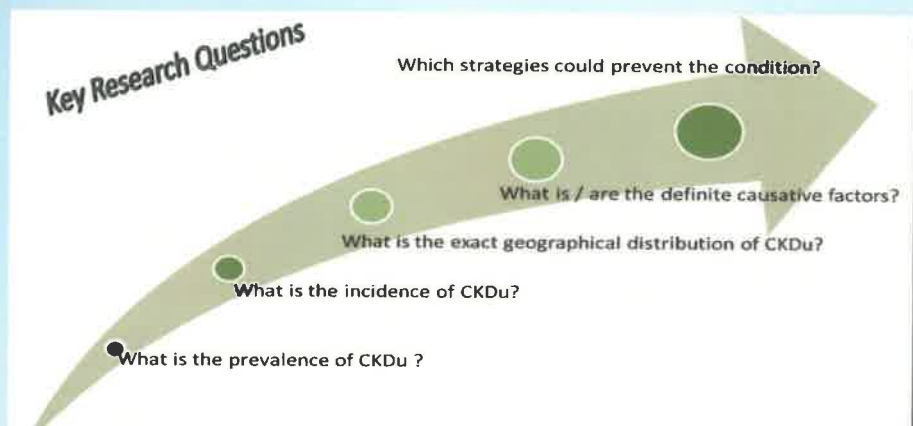 Key Research Questions
Which strategies could prevent the condition?
What is / are the definite causative factors?
What is the exact geographical distribution of CKDu?
What is the incidence of CKDu?
What is the prevalence of CKDu ?